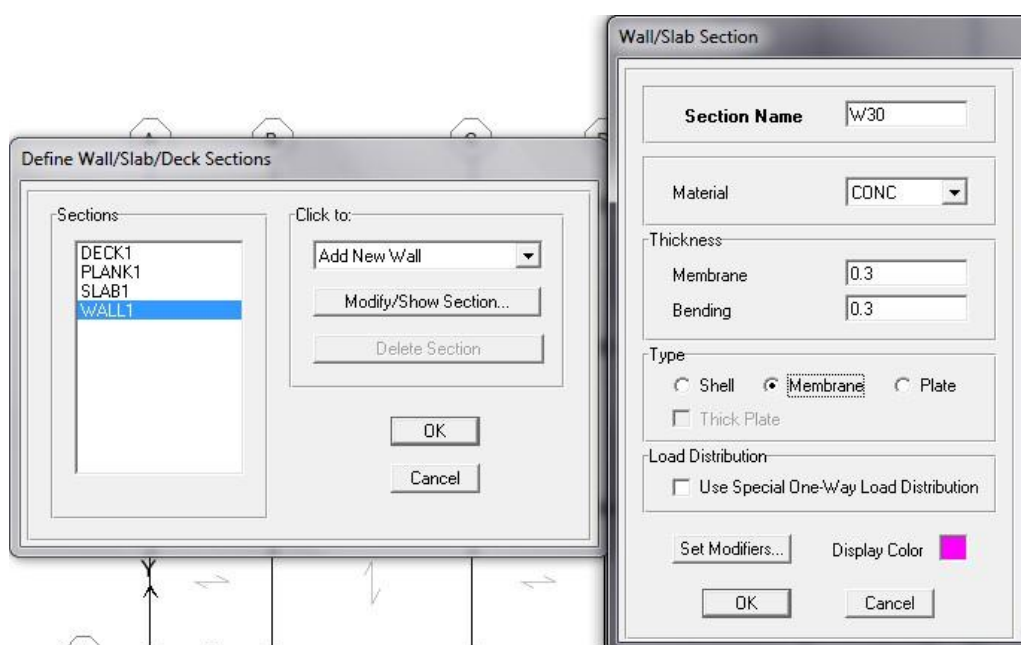 Define Wall/Slab/Deck Sections
Sections
DECK1
PLANK1
SLAB1
WALL1
Click to:
Add New Wall
Modify/Show Section...
Delete Section
OK
Cancel
Y
Wall/Slab Section
Section Name
W30
Material
CONC
Thickness
Membrane
0.3
Bending
0.3
Type
Shell
Membrane
Plate
Thick Plate
Load Distribution
Use Special One-Way Load Distribution
Set Modifiers...
Display Color
OK
Cancel